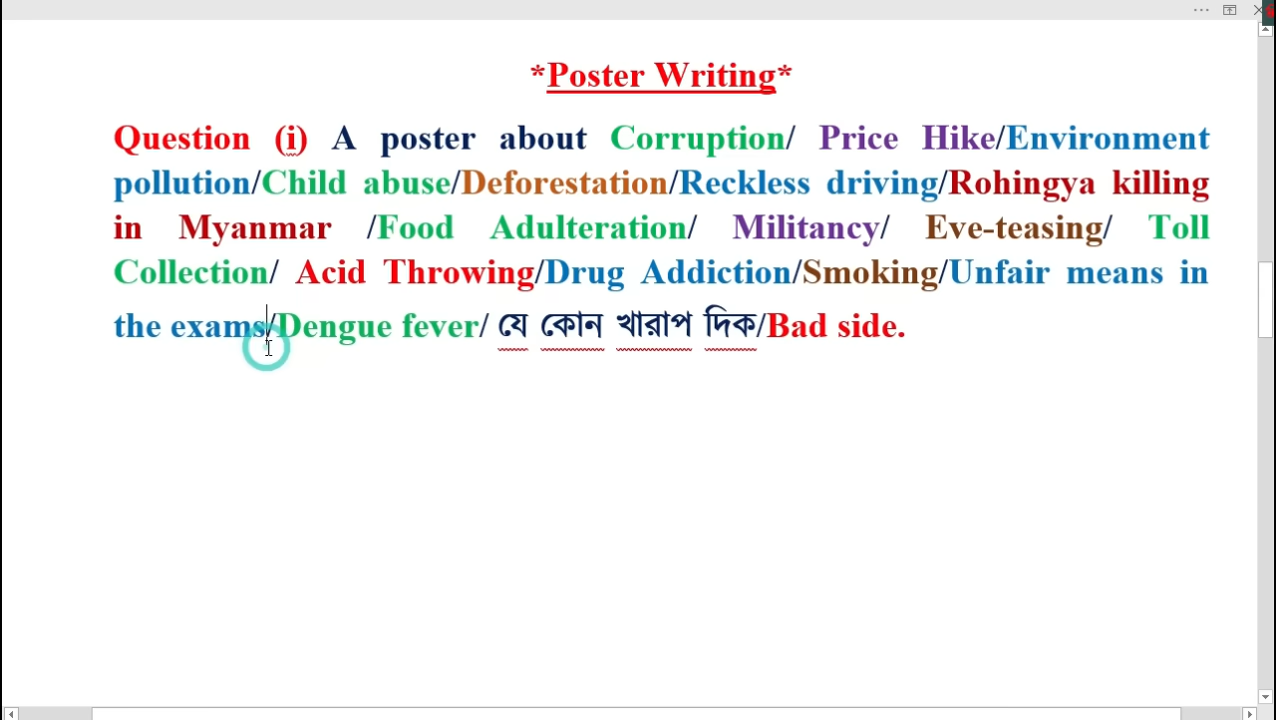 *Poster Writing*
Question (i) A poster about Corruption/ Price Hike/Environment
pollution/Child abuse/Deforestation/Reckless driving/Rohingya killing
in Myanmar /Food Adulteration/ Militancy/ Eve-teasing/ Toll
Collection/ Acid Throwing/Drug Addiction/Smoking/Unfair means in
the exams/Dengue fever/ যে কোন খারাপ দিক/Bad side.